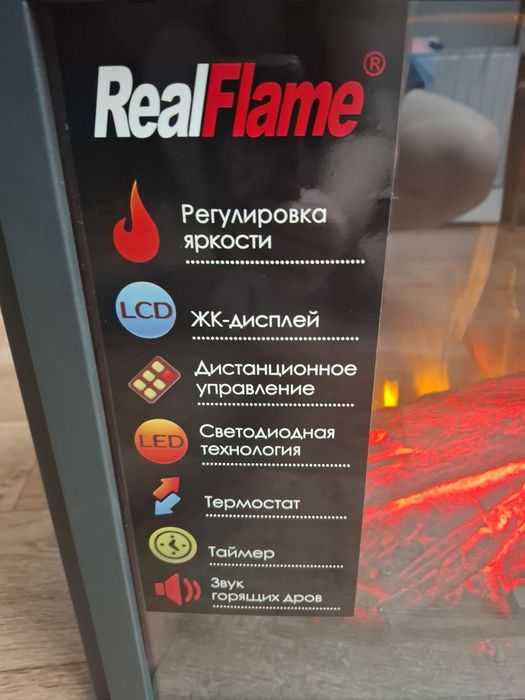 RealFlame®
Регулировка
яркости
LCD
ЖК-дисплей
Дистанционное
управление
LED
Светодиодная
технология
Термостат
Таймер
Звук
горящих дров